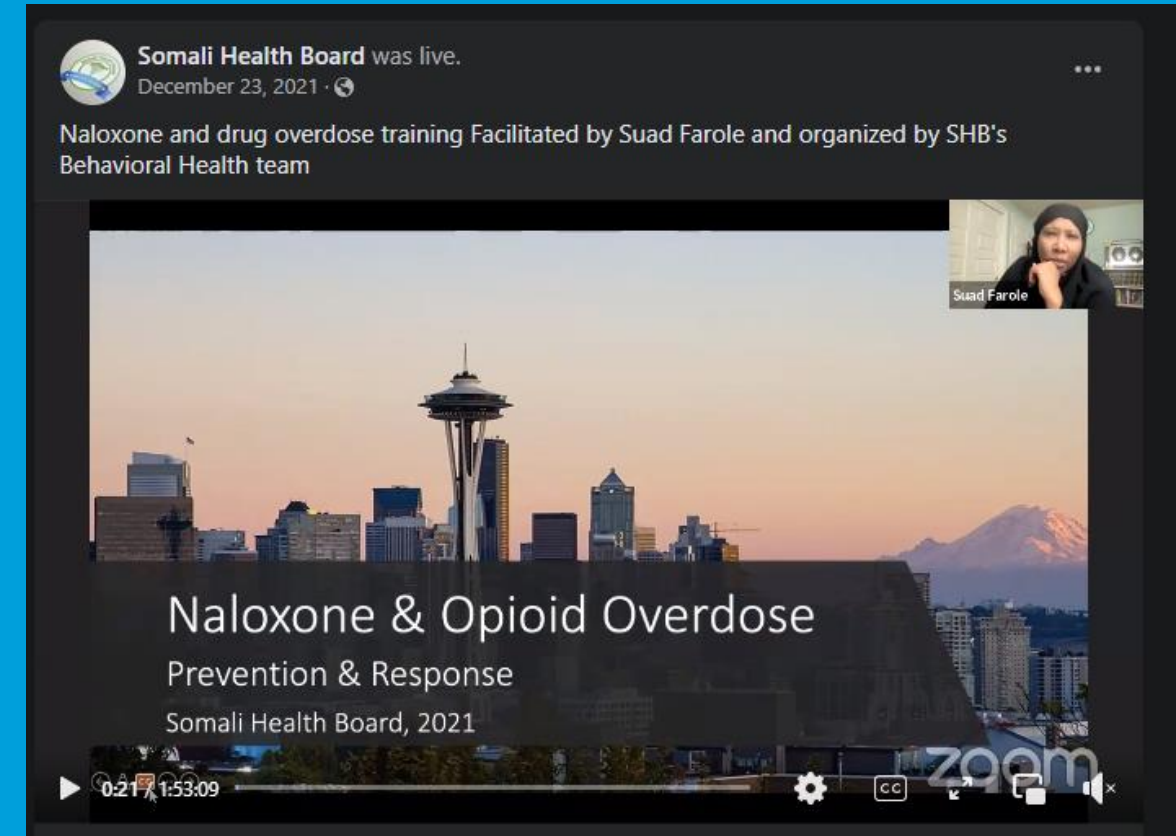 Somali Health Board was live.
December 23, 2021 ·
Naloxone and drug overdose training Facilitated by Suad Farole and organized by SHB's
Behavioral Health team
Suad Farole
Naloxone & Opioid Overdose
Prevention & Response
Somali Health Board, 2021
zoom
0:21 / 1:53:09
CC